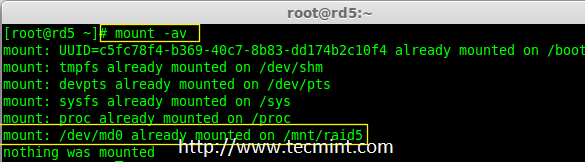 root@rd5:~
[root@rd5 ~]# mount -av
mount: UUID=c5fc78f4-b369-40c7-8b83-dd174b2c10f4 already mounted on /boot
mount: tmpfs already mounted on /dev/shm
mount: devpts already mounted on /dev/pts
mount: sysfs already mounted on /sys
mount: proc already mounted on /proc
mount: /dev/md0 already mounted on /mnt/raid5
nothing was mounted
http://www.tecmint.com